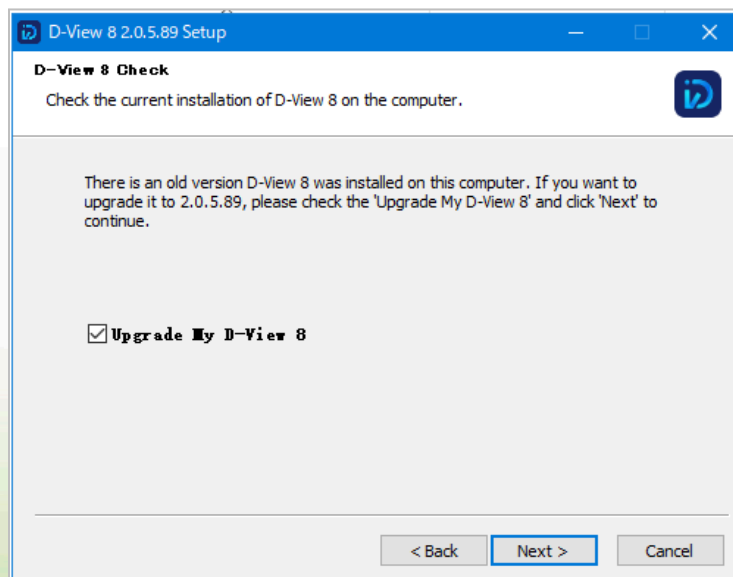 D-View 8 2.0.5.89 Setup
D-View 8 Check
Check the current installation of D-View 8 on the computer.
There is an old version D-View 8 was installed on this computer. If you want to
upgrade it to 2.0.5.89, please check the 'Upgrade My D-View 8' and click 'Next' to
continue.
Upgrade My D-View 8
< Back Next > Cancel